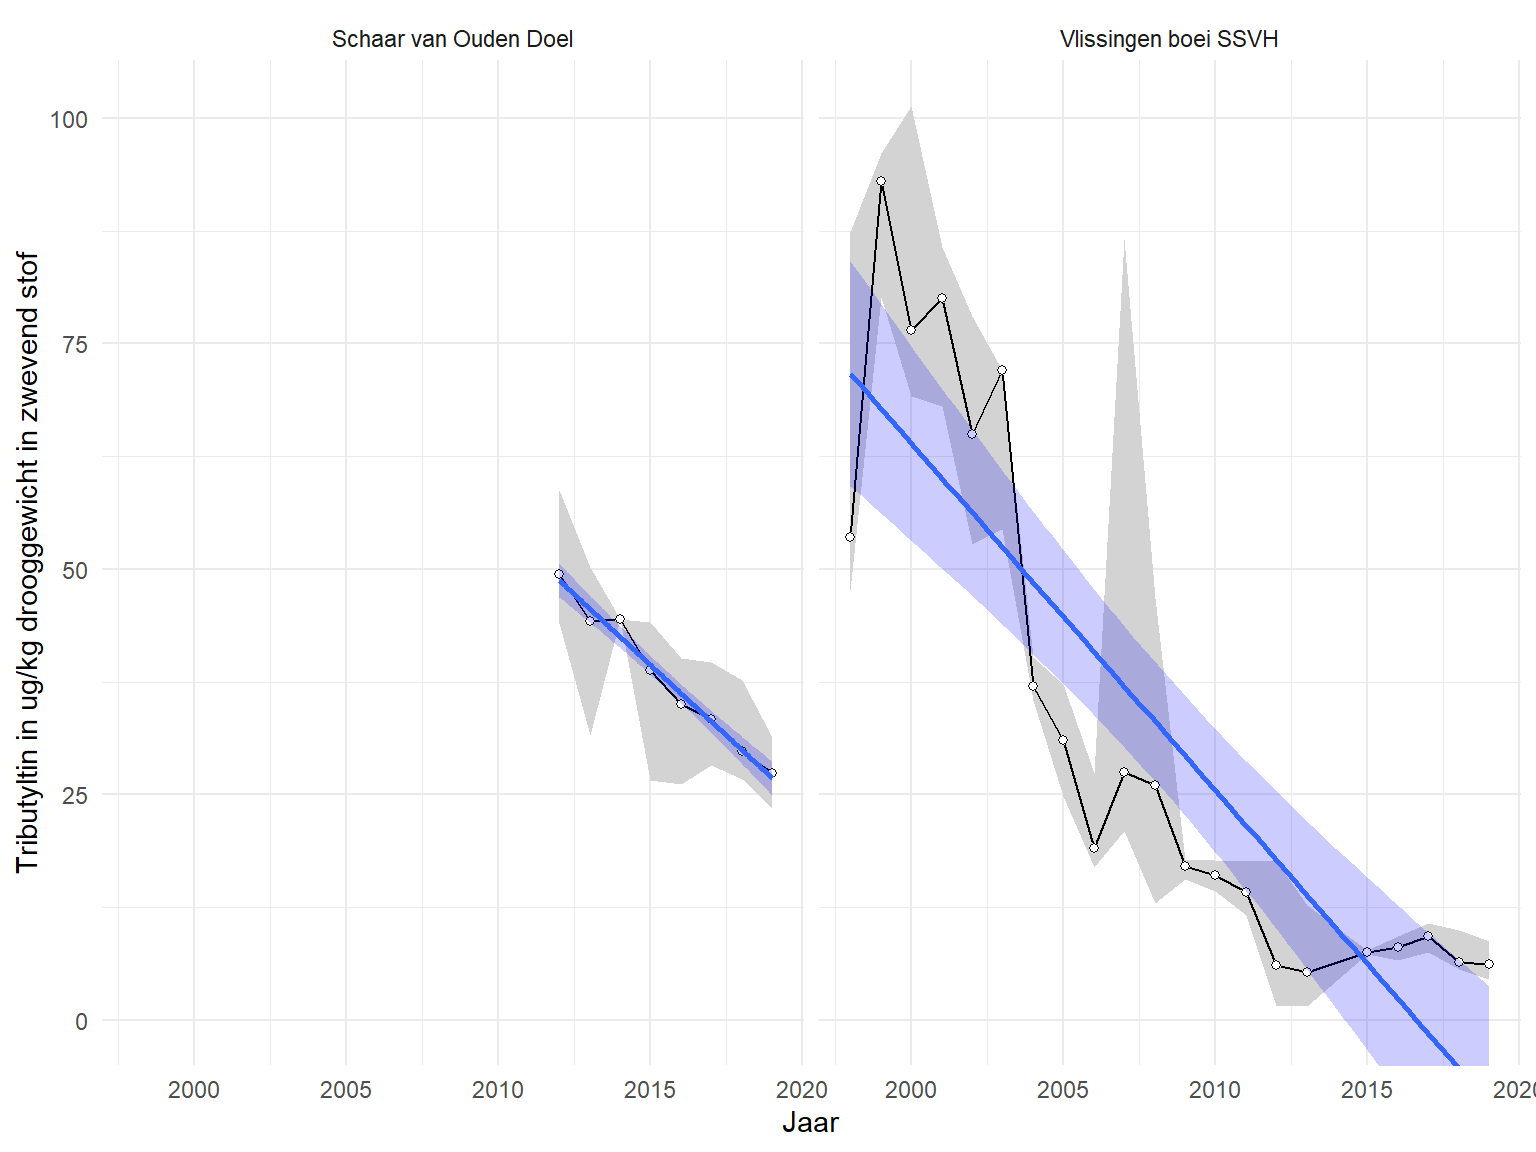 Schaar van Ouden Doel Vlissingen boei SSVH
Tributyltin in ug/kg drooggewicht in zwevend stof
100
75
50
25
0
2000 2005 2010 2015 2020 2000 2005 2010 2015 2020
Jaar